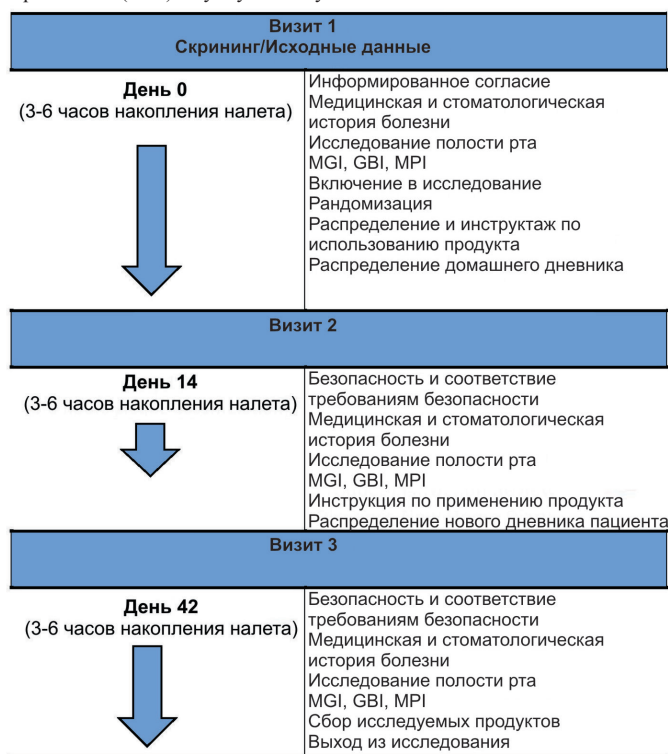 Визит 1
Скрининг/Исходные данные
День 0
(3-6 часов накопления налета)
Информированное согласие
Медицинская и стоматологическая
история болезни
Исследование полости рта
MGI, GBI, MPI
Включение в исследование
Рандомизация
Распределение и инструктаж по
использованию продукта
Распределение домашнего дневника
Визит 2
День 14
(3-6 часов накопления налета)
Безопасность и соответствие
требованиям безопасности
Медицинская и стоматологическая
история болезни
Исследование полости рта
MGI, GBI, MPI
Инструкция по применению продукта
Распределение нового дневника пациента
Визит 3
День 42
(3-6 часов накопления налета)
Безопасность и соответствие
требованиям безопасности
Медицинская и стоматологическая
история болезни
Исследование полости рта
MGI, GBI, MPI
Сбор исследуемых продуктов
Выход из исследования